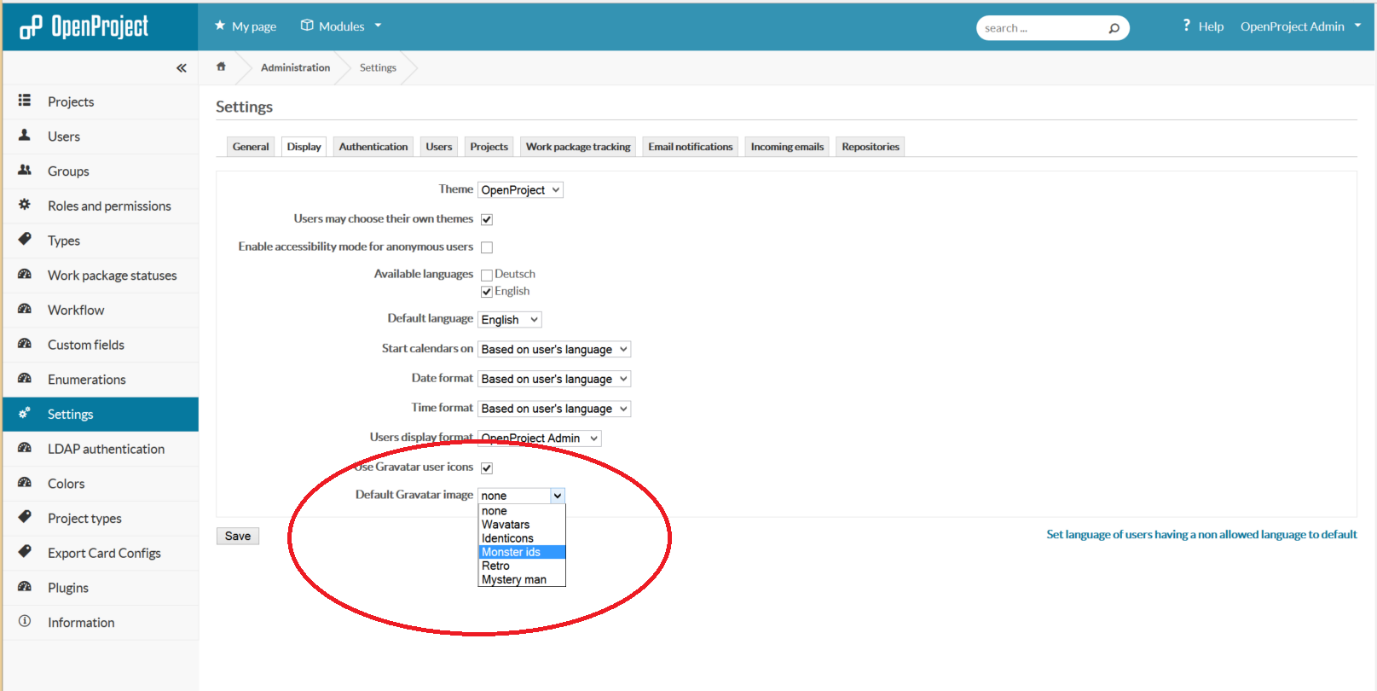 OpenProject
My page
Modules
search ...
? Help
OpenProject Admin
Administration
Settings
Projects
Users
Groups
Roles and permissions
Types
Work package statuses
Workflow
Custom fields
Enumerations
Settings
LDAP authentication
Colors
Project types
Export Card Configs
Plugins
Information
Settings
General
Display
Authentication
Users
Projects
Work package tracking
Email notifications
Incoming emails
Repositories
Theme OpenProject
Users may choose their own themes
Enable accessibility mode for anonymous users
Available languages Deutsch
English
Default language English
Start calendars on Based on user's language
Date format Based on user's language
Time format Based on user's language
Users display format OpenProject Admin
Use Gravatar user icons
Default Gravatar image none
none
Wavatars
Identicons
Monster ids
Retro
Mystery man
Save
Set language of users having a non allowed language to default